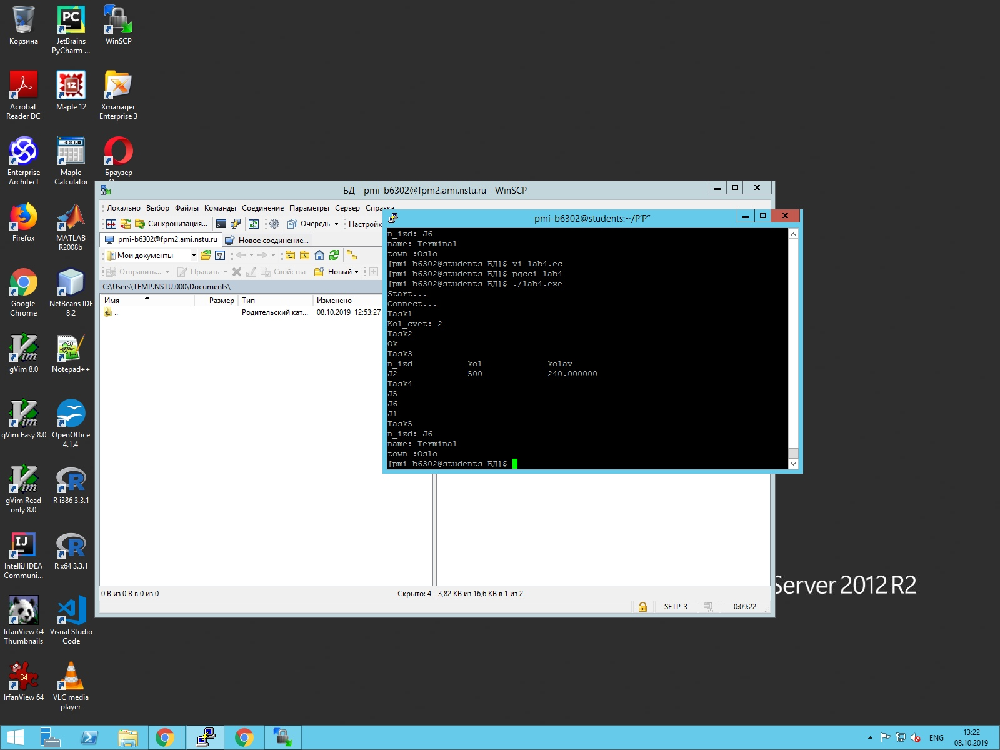 Корзина
JetBrains
PyCharm ...
WinSCP
Acrobat
Reader DC
Maple 12
Xmanager
Enterprise 3
Enterprise
Architect
Maple
Calculator
Браузер
Firefox
MATLAB
R2008b
Google
Chrome
NetBeans IDE
8.2
gVim 8.0
Notepad++
gVim Easy 8.0
OpenOffice
4.1.4
gVim Read
only 8.0
R i386 3.3.1
IntelliJ IDEA
Communi...
R x64 3.3.1
IrfanView 64
Thumbnails
Visual Studio
Code
IrfanView 64
VLC media
player
БД - pmi-b6302@fpm2.ami.nstu.ru - WinSCP
Локально Выбор Файлы Команды Соединение Параметры Сервер Справка
Синхронизация... Очередь Настройк
pmi-b6302@fpm2.ami.nstu.ru Новое соединение...
Мои документы
Отправить... Править Свойства Новый
C:\Users\TEMP.NSTU.000\Documents\
Имя Размер Тип Изменено
.. Родительский кат... 08.10.2019 12:53:27
0 B из 0 B в 0 из 0 Скрыто: 4 3,82 KB из 16,6 KB в 1 из 2
SFTP-3 0:09:22
pmi-b6302@students:~/Р'Р”
n_izd: J6
name: Terminal
town :Oslo
[pmi-b6302@students БД]$ vi lab4.ec
[pmi-b6302@students БД]$ pgcci lab4
[pmi-b6302@students БД]$ ./lab4.exe
Start...
Connect...
Task1
Kol_cvet: 2
Task2
Ok
Task3
n_izd kol kolav
J2 500 240.000000
Task4
J5
J6
J1
Task5
n_izd: J6
name: Terminal
town :Oslo
[pmi-b6302@students БД]$
Server 2012 R2
ENG
13:22
08.10.2019